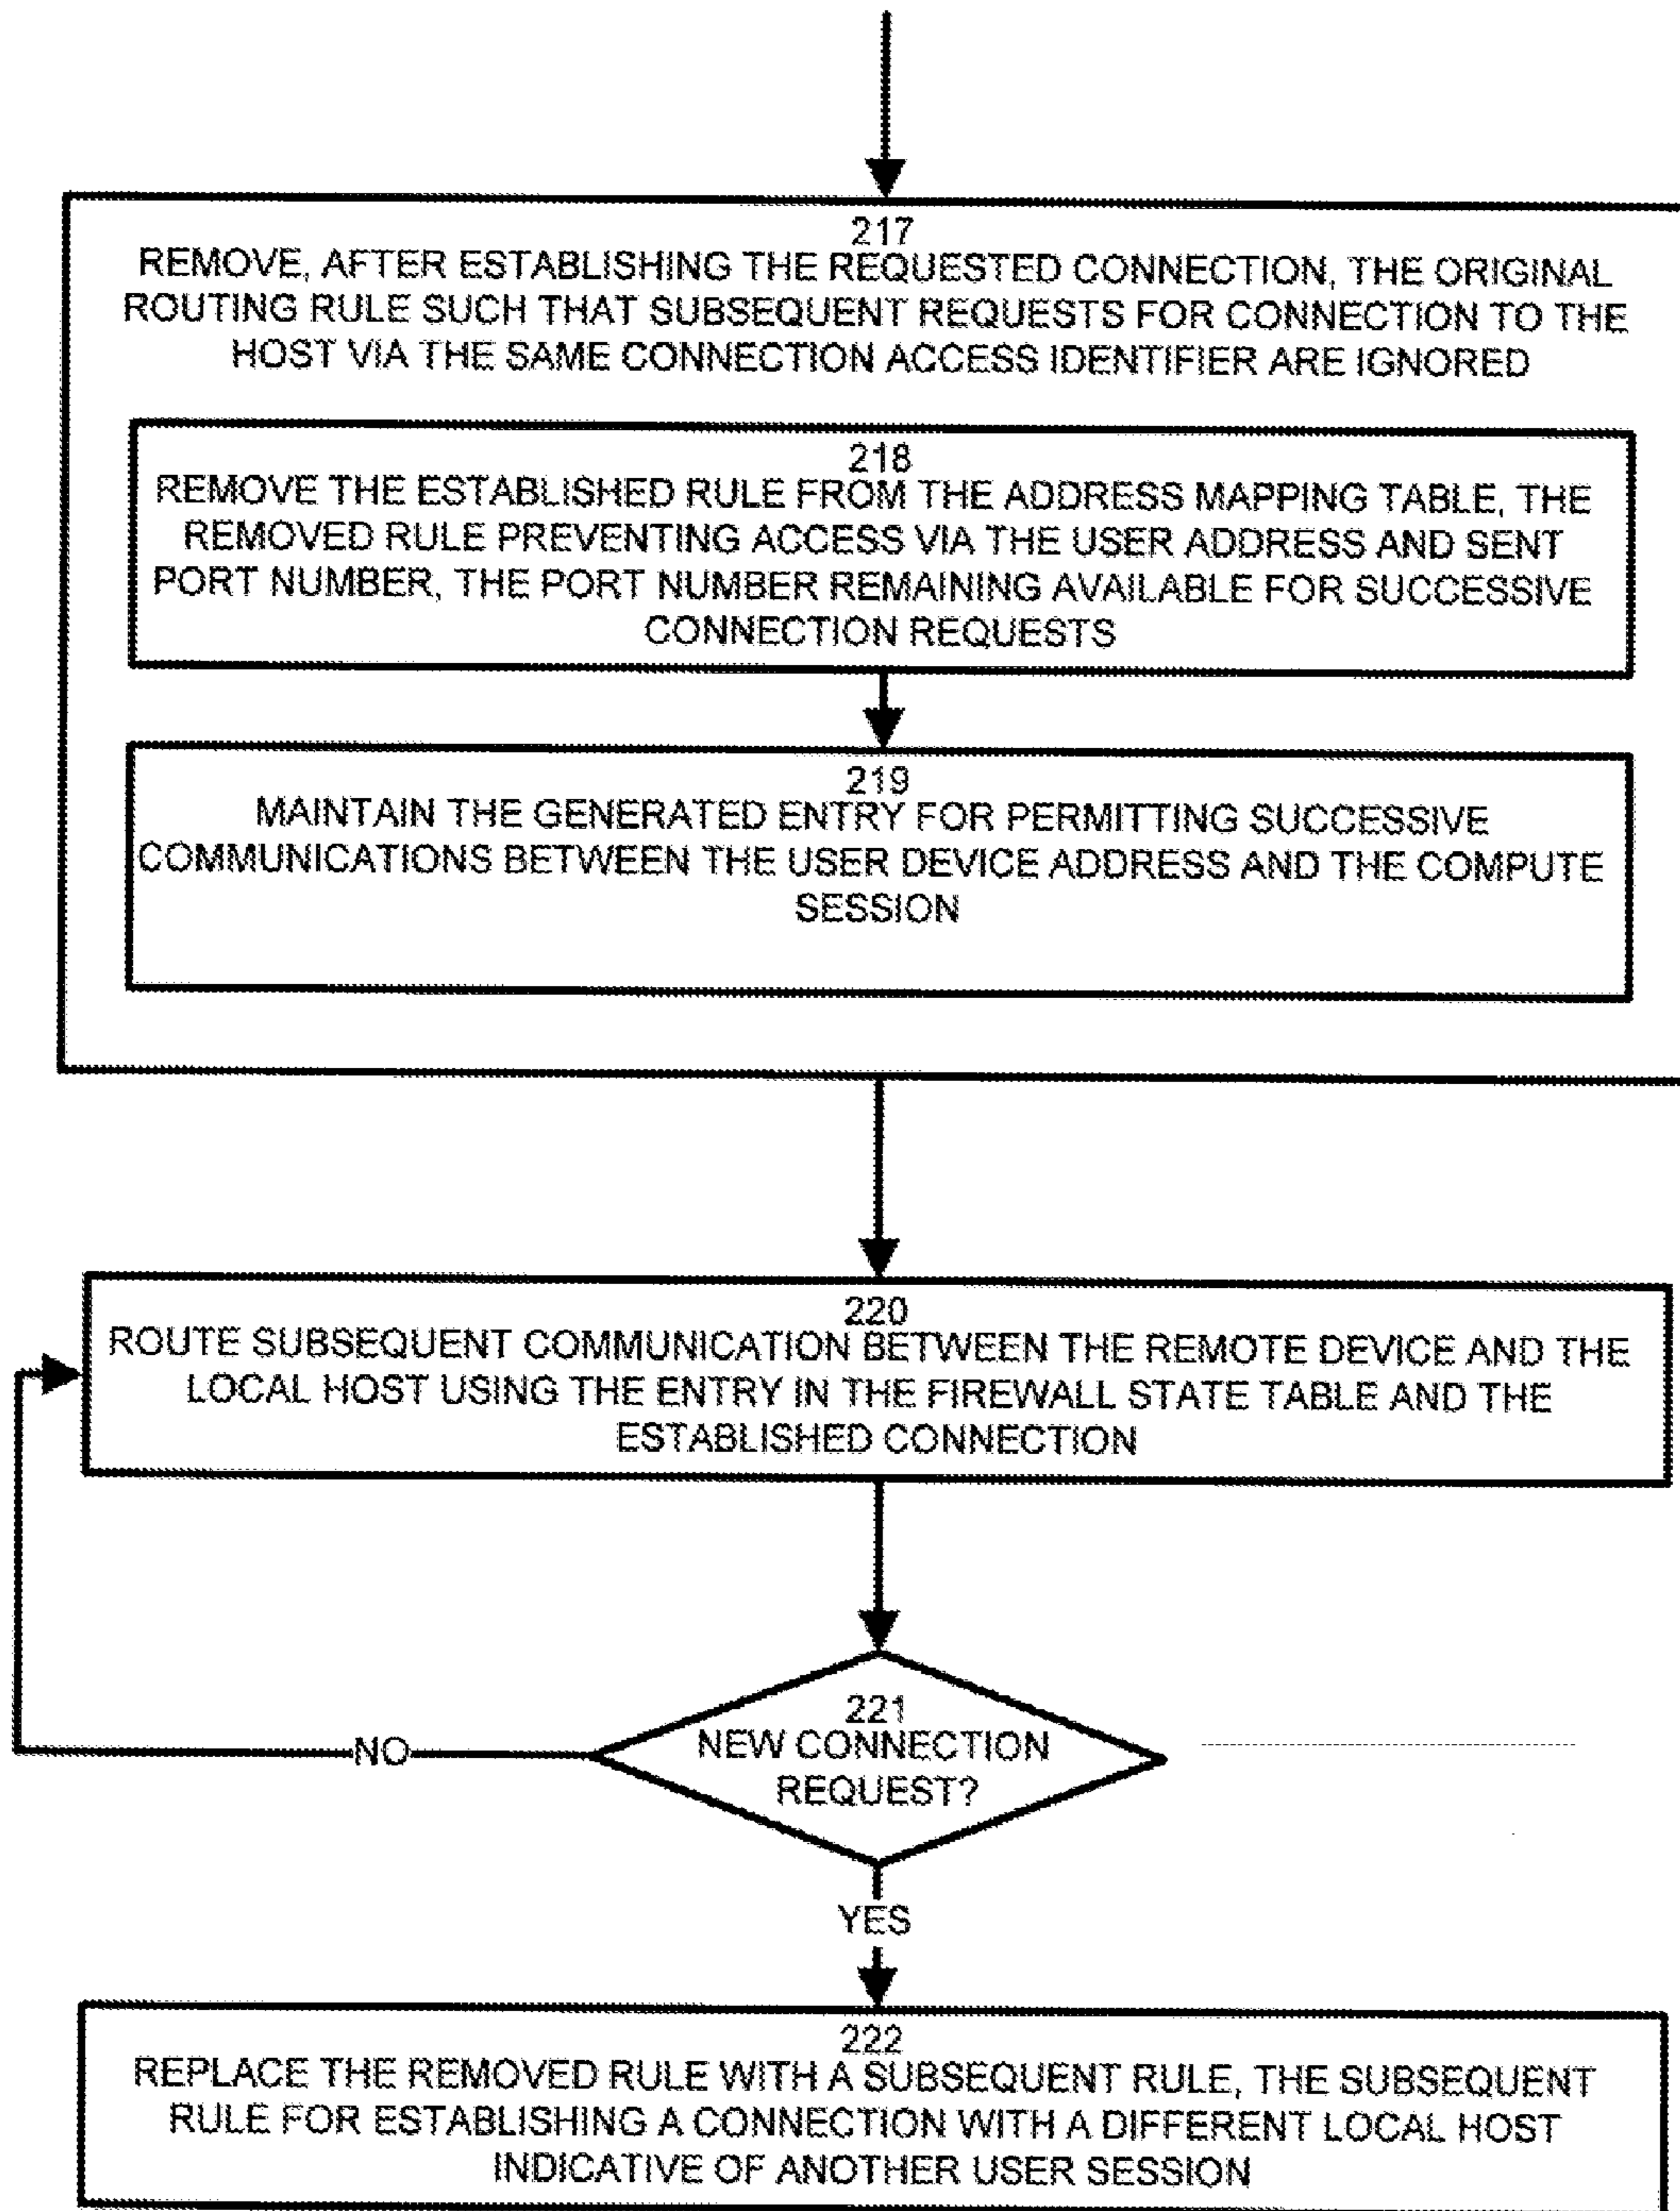 217
REMOVE, AFTER ESTABLISHING THE REQUESTED CONNECTION, THE ORIGINAL
ROUTING RULE SUCH THAT SUBSEQUENT REQUESTS FOR CONNECTION TO THE
HOST VIA THE SAME CONNECTION ACCESS IDENTIFIER ARE IGNORED
218
REMOVE THE ESTABLISHED RULE FROM THE ADDRESS MAPPING TABLE, THE
REMOVED RULE PREVENTING ACCESS VIA THE USER ADDRESS AND SENT
PORT NUMBER, THE PORT NUMBER REMAINING AVAILABLE FOR SUCCESSIVE
CONNECTION REQUESTS
219
MAINTAIN THE GENERATED ENTRY FOR PERMITTING SUCCESSIVE
COMMUNICATIONS BETWEEN THE USER DEVICE ADDRESS AND THE COMPUTE
SESSION
220
ROUTE SUBSEQUENT COMMUNICATION BETWEEN THE REMOTE DEVICE AND THE
LOCAL HOST USING THE ENTRY IN THE FIREWALL STATE TABLE AND THE
ESTABLISHED CONNECTION
221
NEW CONNECTION
REQUEST?
NO
YES
222
REPLACE THE REMOVED RULE WITH A SUBSEQUENT RULE, THE SUBSEQUENT
RULE FOR ESTABLISHING A CONNECTION WITH A DIFFERENT LOCAL HOST
INDICATIVE OF ANOTHER USER SESSION